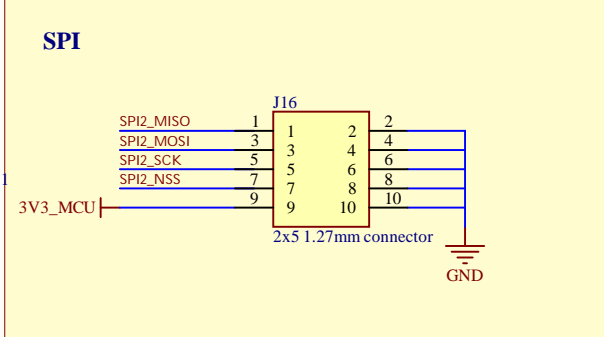 SPI
J16
SPI2_MISO 1 1 2 2
SPI2_MOSI 3 3 4 4
SPI2_SCK 5 5 6 6
SPI2_NSS 7 7 8 8
1
3V3_MCU 9 9 10 10
2x5 1.27mm connector
GND